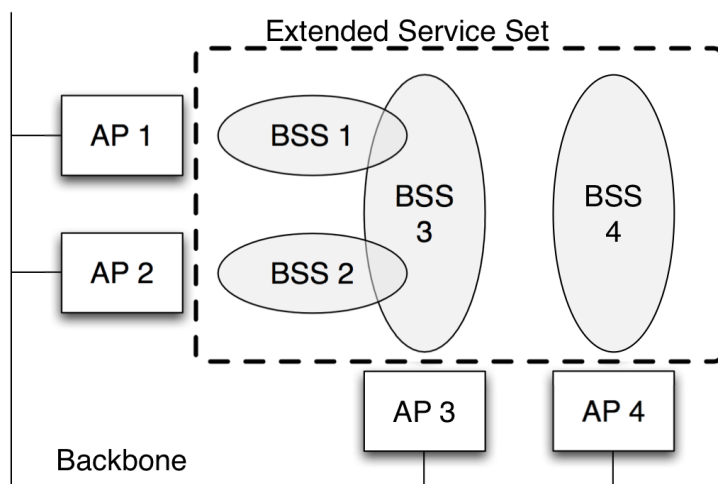 Extended Service Set
AP 1
BSS 1
BSS
3
BSS
4
AP 2
BSS 2
AP 3
AP 4
Backbone